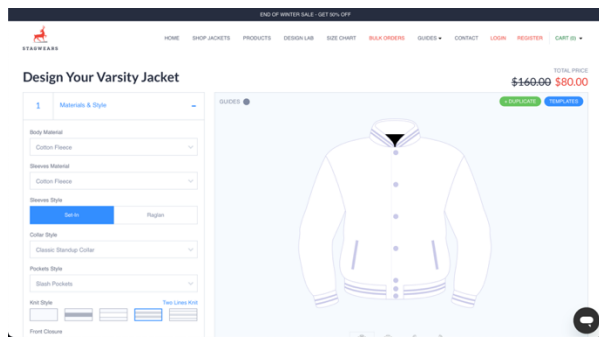 END OF WINTER SALE - GET 50% OFF
STAGWEARS
HOME SHOP JACKETS PRODUCTS DESIGN LAB SIZE CHART BULK ORDERS GUIDES CONTACT LOGIN REGISTER CART (0)
Design Your Varsity Jacket
TOTAL PRICE
$160.00 $80.00
1 Materials & Style
GUIDES
+ DUPLICATE TEMPLATES
Body Material
Cotton Fleece
Sleeves Material
Cotton Fleece
Sleeves Style
Set-In Raglan
Collar Style
Classic Standup Collar
Pockets Style
Slash Pockets
Knit Style Two Lines Knit
Front Closure